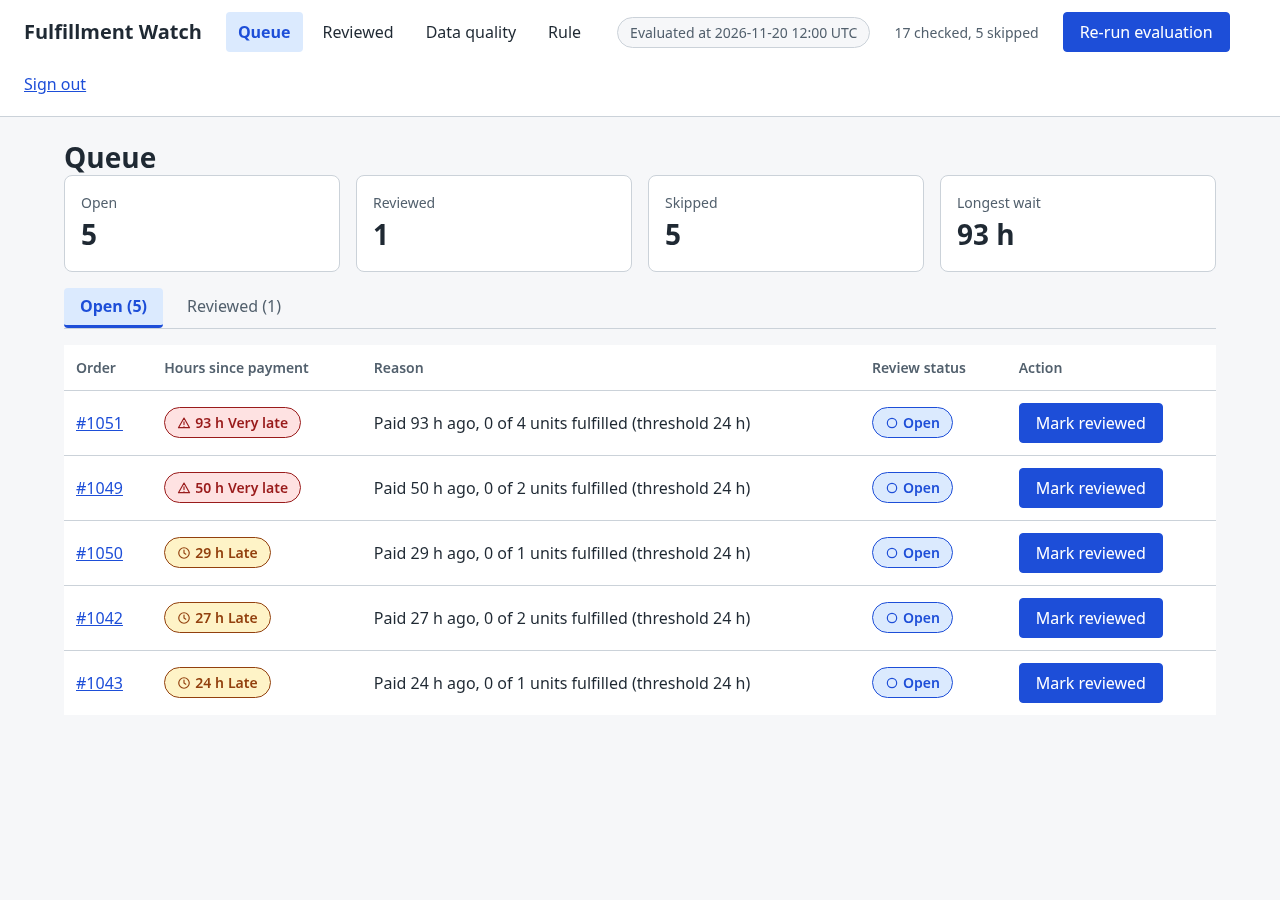 Fulfillment Watch Queue Reviewed Data quality Rule Evaluated at 2026-11-20 12:00 UTC 17 checked, 5 skipped Re-run evaluation
Sign out
Queue
Open Reviewed Skipped Longest wait
5 1 5 93 h
Open (5) Reviewed (1)
Order Hours since payment Reason Review status Action
#1051 93 h Very late Paid 93 h ago, 0 of 4 units fulfilled (threshold 24 h) Open Mark reviewed
#1049 50 h Very late Paid 50 h ago, 0 of 2 units fulfilled (threshold 24 h) Open Mark reviewed
#1050 29 h Late Paid 29 h ago, 0 of 1 units fulfilled (threshold 24 h) Open Mark reviewed
#1042 27 h Late Paid 27 h ago, 0 of 2 units fulfilled (threshold 24 h) Open Mark reviewed
#1043 24 h Late Paid 24 h ago, 0 of 1 units fulfilled (threshold 24 h) Open Mark reviewed